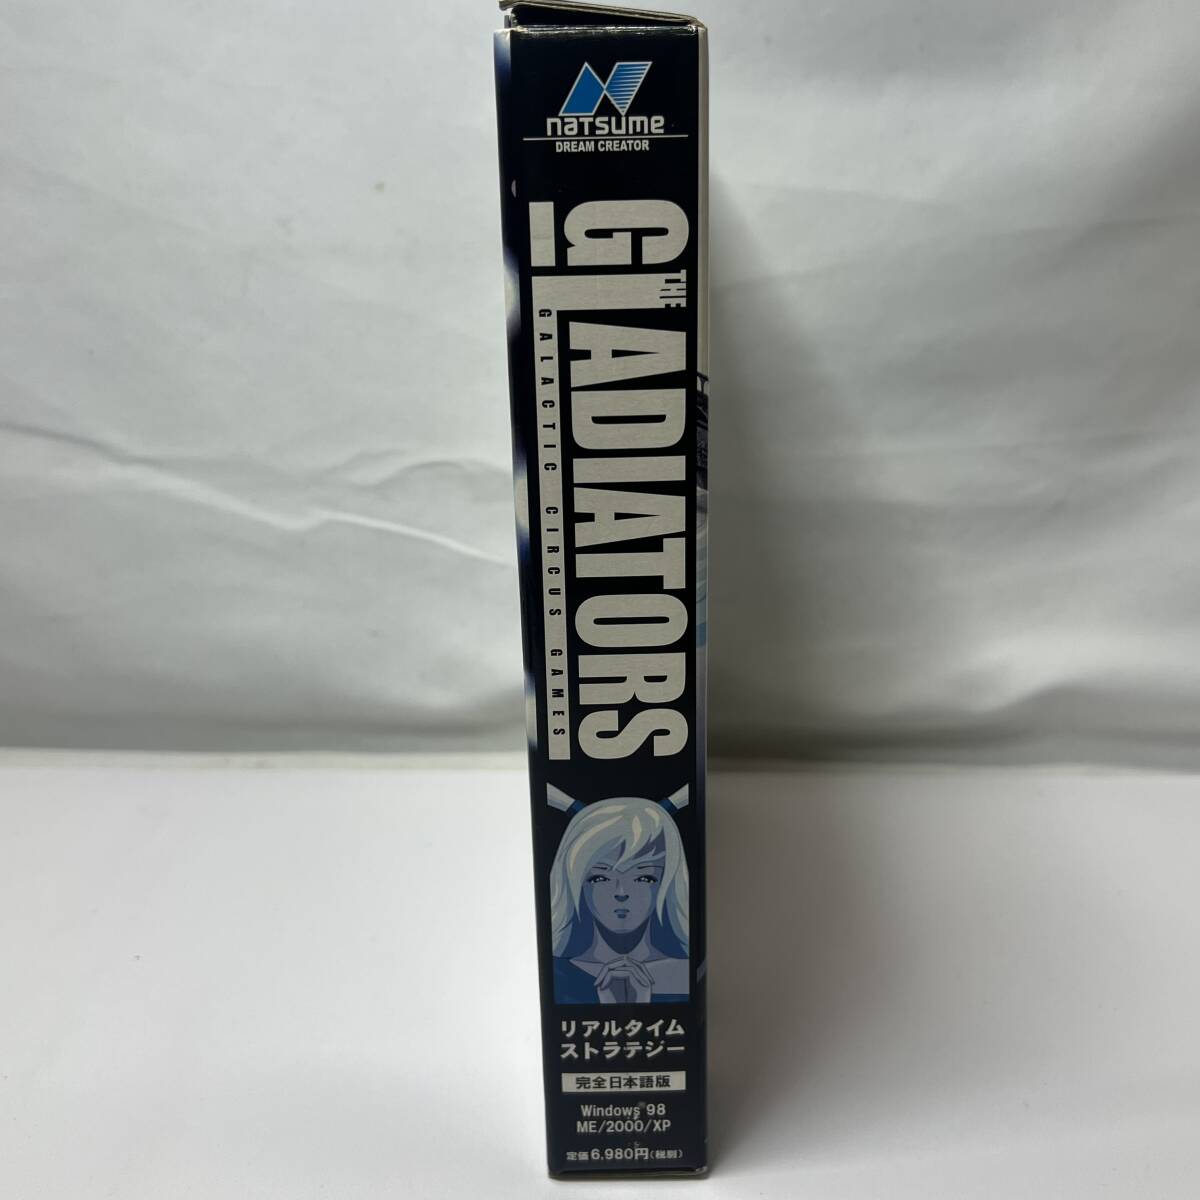 natsume
DREAM CREATOR
THE
GLADIATORS
GALACTIC CIRCUS GAMES
リアルタイム
ストラテジー
完全日本語版
Windows 98
ME/2000/XP
定価6,980円(税別)